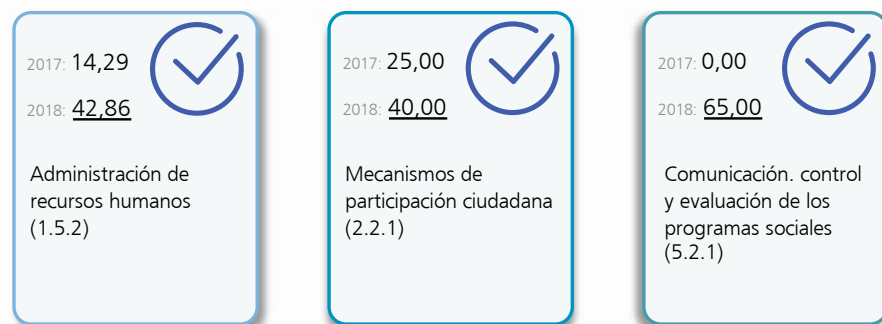 2017: 14,29
2018: 42,86
Administración de
recursos humanos
(1.5.2)
2017: 25,00
2018: 40,00
Mecanismos de
participación ciudadana
(2.2.1)
2017: 0,00
2018: 65,00
Comunicación. control
y evaluación de los
programas sociales
(5.2.1)